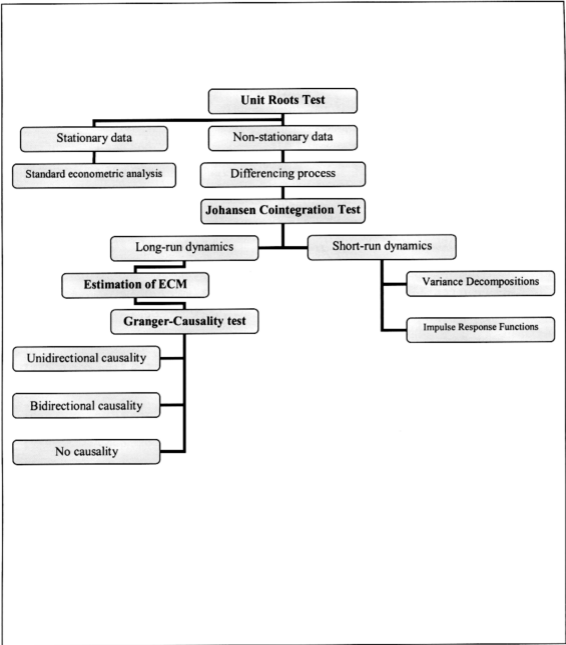 Unit Roots Test
Stationary data
Non-stationary data
Standard econometric analysis
Differencing process
Johansen Cointegration Test
Long-run dynamics
Short-run dynamics
Estimation of ECM
Variance Decompositions
Granger-Causality test
Impulse Response Functions
Unidirectional causality
Bidirectional causality
No causality